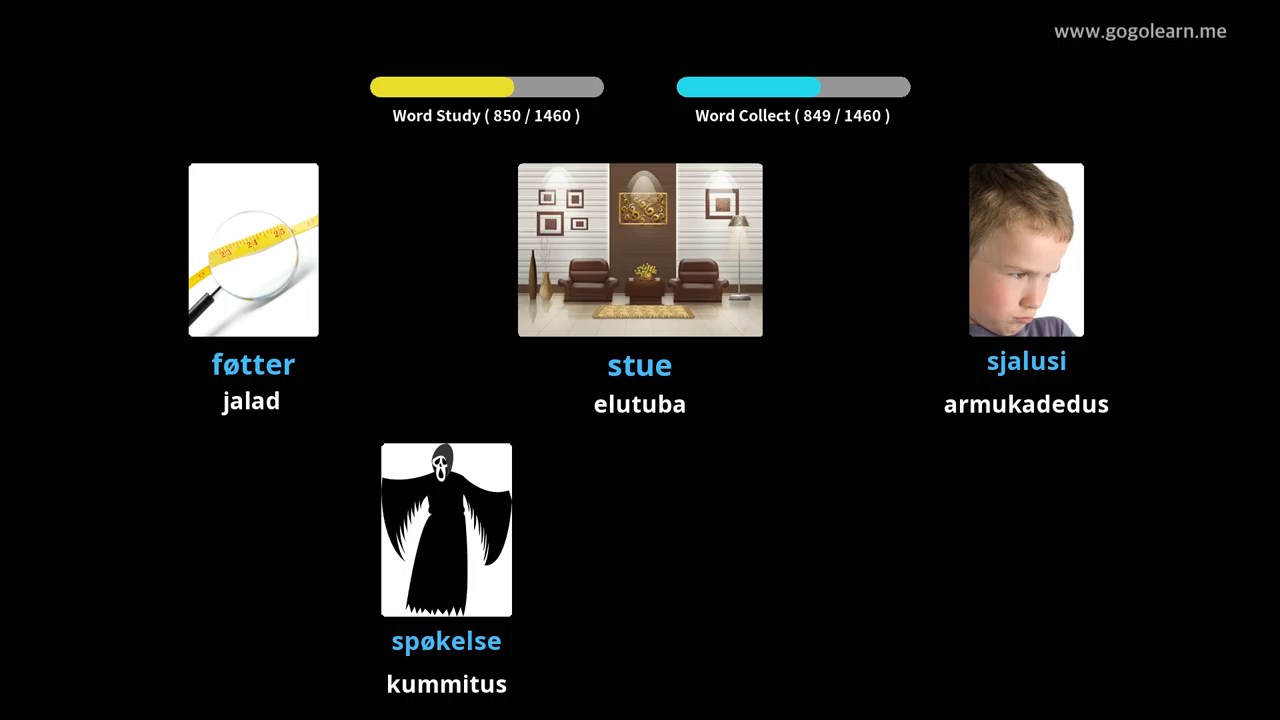 www.gogolearn.me
Word Study ( 850 / 1460 )
Word Collect ( 849 / 1460 )
føtter
jalad
stue
elutuba
sjalusi
armukadedus
spøkelse
kummitus